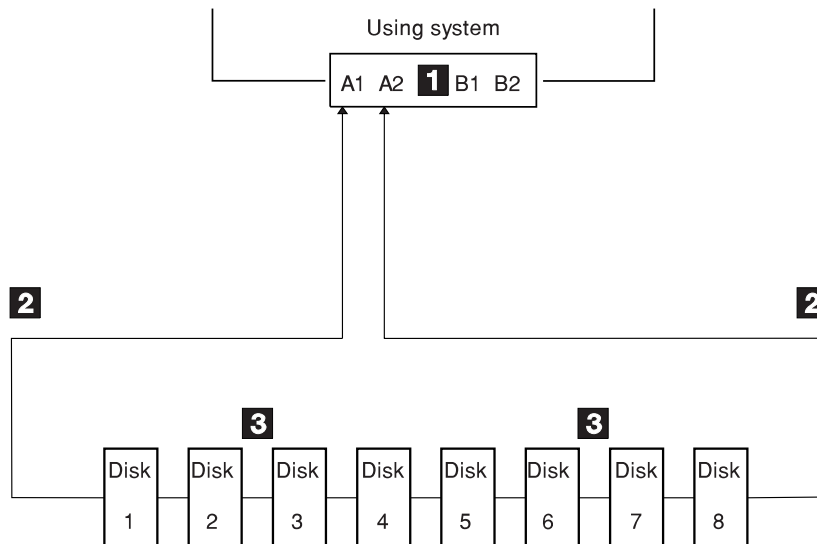 Using system
A1 A2 1 B1 B2
2 2
3 3
Disk Disk Disk Disk Disk Disk Disk Disk
1 2 3 4 5 6 7 8